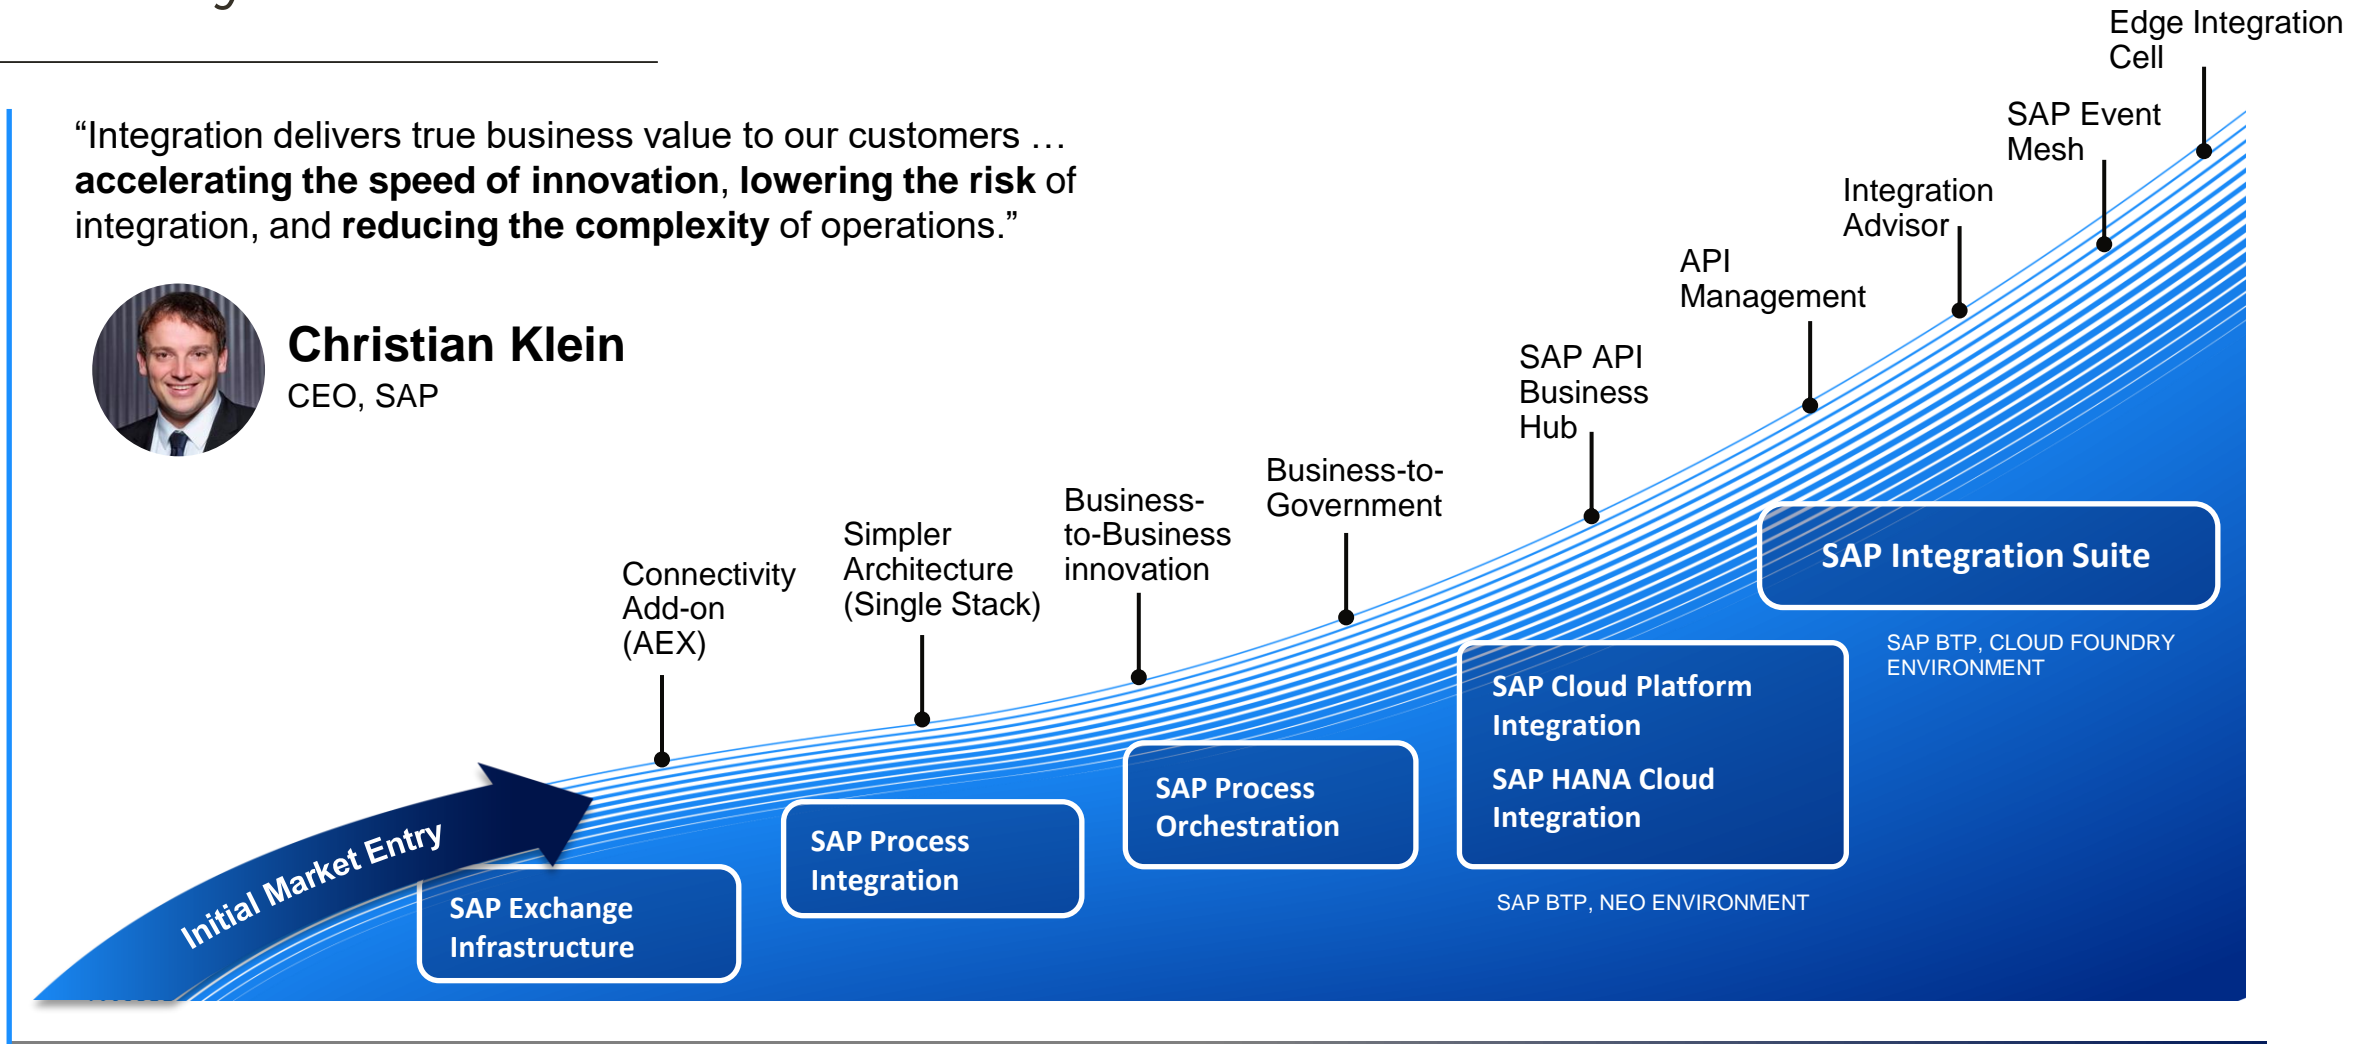 “Integration delivers true business value to our customers …
accelerating the speed of innovation, lowering the risk of
integration, and reducing the complexity of operations.”
Christian Klein
CEO, SAP
Initial Market Entry
Connectivity
Add-on
(AEX)
Simpler
Architecture
(Single Stack)
Business-
to-Business
innovation
Business-to-
Government
SAP API
Business
Hub
API
Management
Integration
Advisor
SAP Event
Mesh
Edge Integration
Cell
SAP Exchange
Infrastructure
SAP Process
Integration
SAP Process
Orchestration
SAP Cloud Platform
Integration
SAP HANA Cloud
Integration
SAP BTP, NEO ENVIRONMENT
SAP Integration Suite
SAP BTP, CLOUD FOUNDRY
ENVIRONMENT